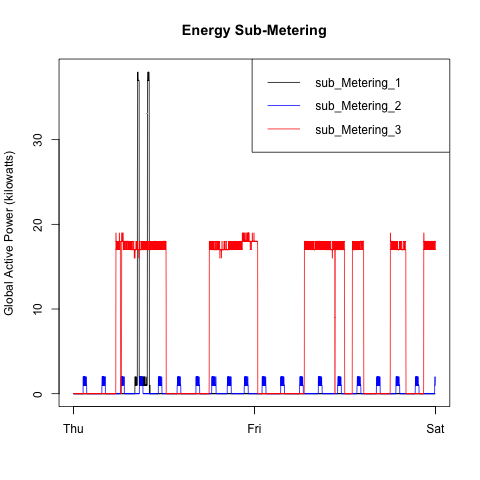 Energy Sub-Metering
sub_Metering_1
sub_Metering_2
sub_Metering_3
Global Active Power (kilowatts)
30
20
10
0
Thu
Fri
Sat